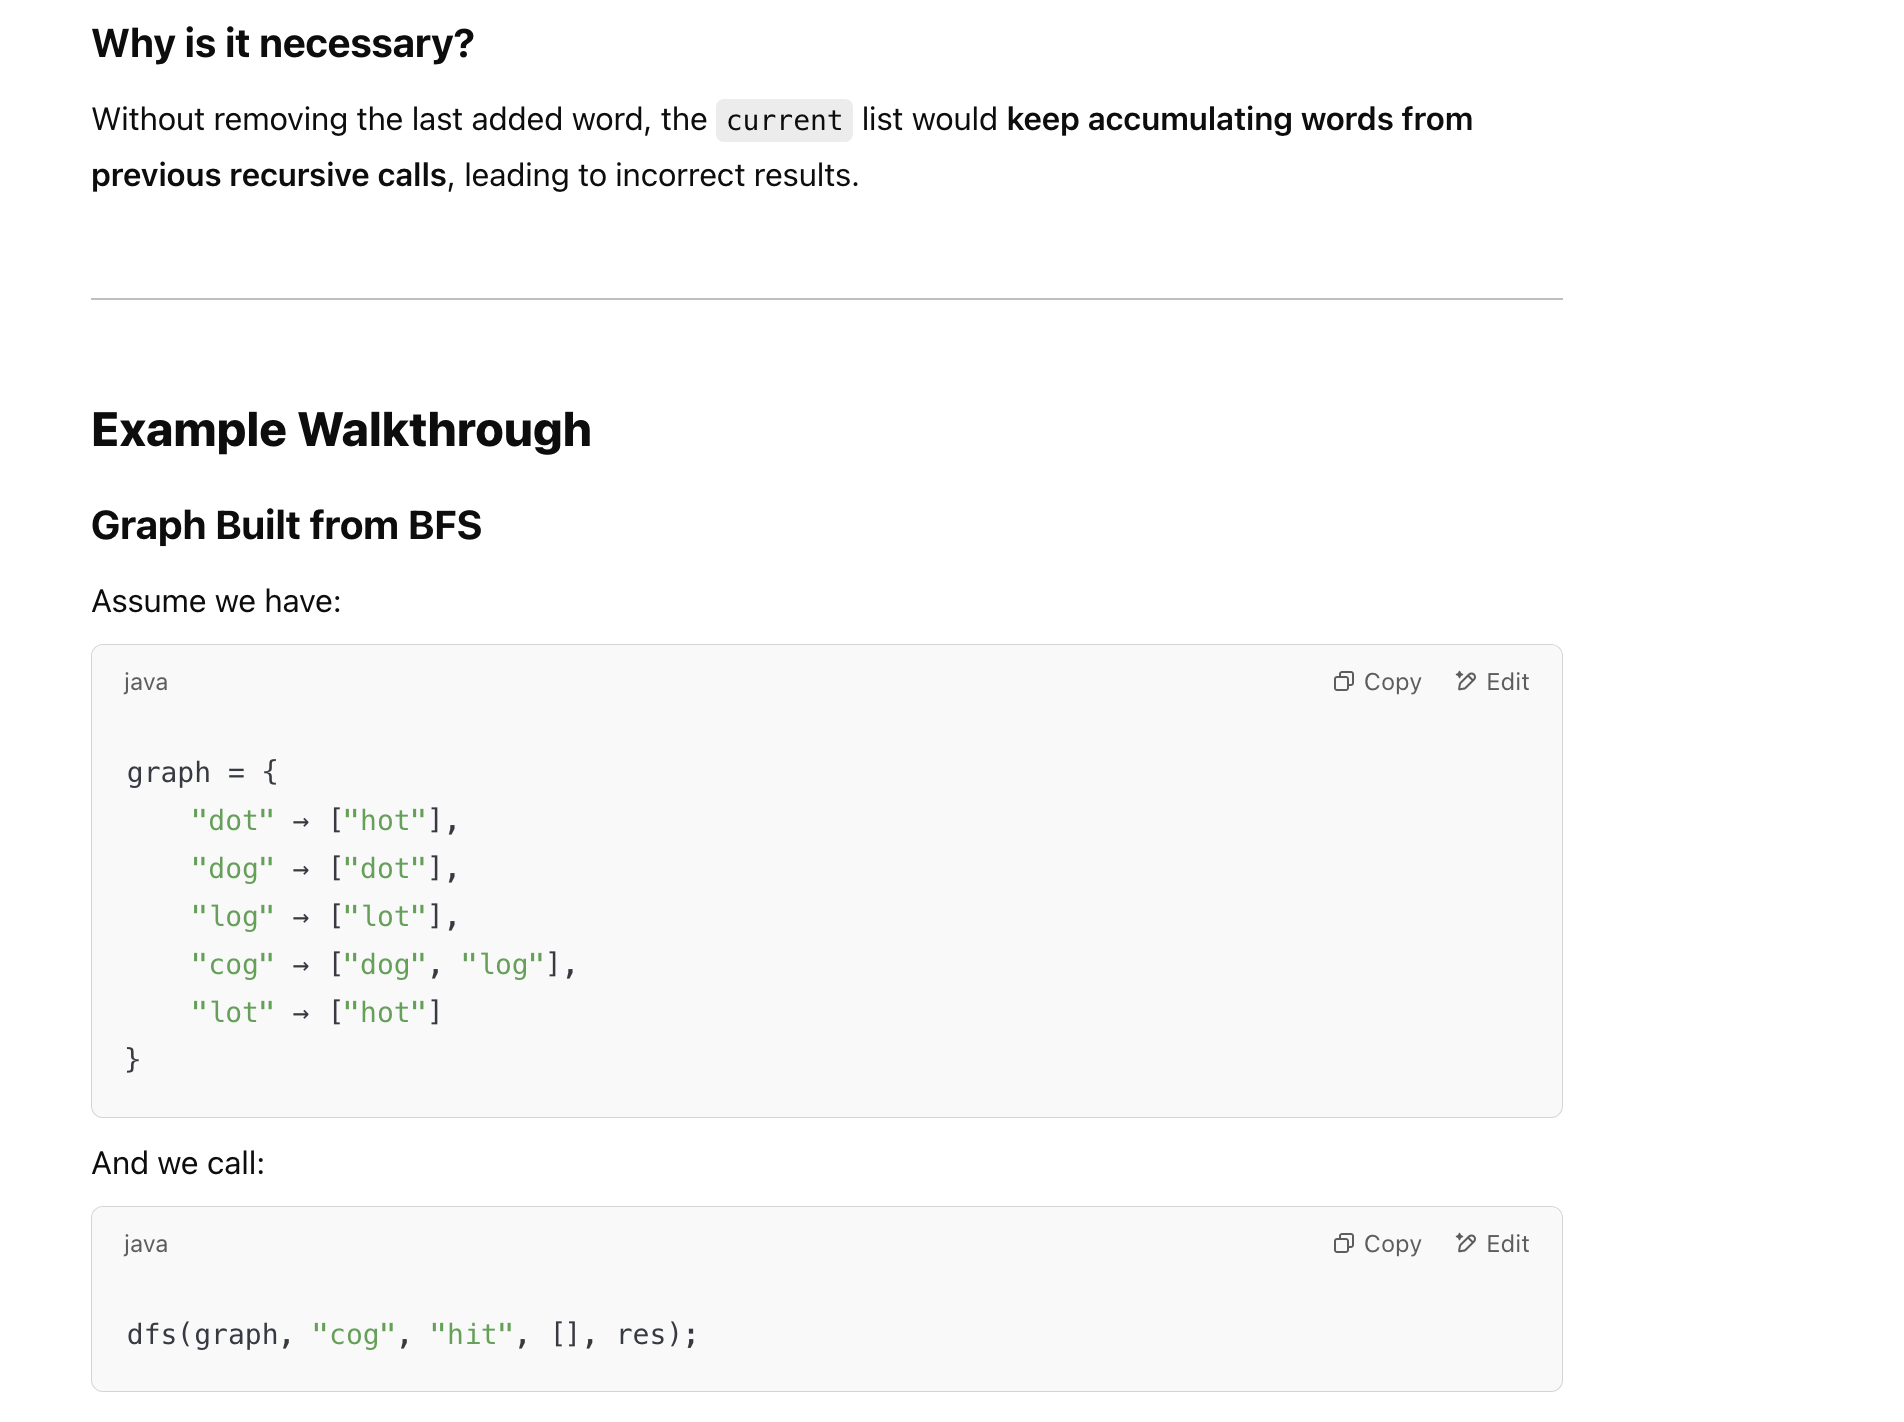 Why is it necessary?
Without removing the last added word, the current list would keep accumulating words from
previous recursive calls, leading to incorrect results.
Example Walkthrough
Graph Built from BFS
Assume we have:
java Copy Edit
graph = {
    "dot" → ["hot"],
    "dog" → ["dot"],
    "log" → ["lot"],
    "cog" → ["dog", "log"],
    "lot" → ["hot"]
}
And we call:
java Copy Edit
dfs(graph, "cog", "hit", [], res);